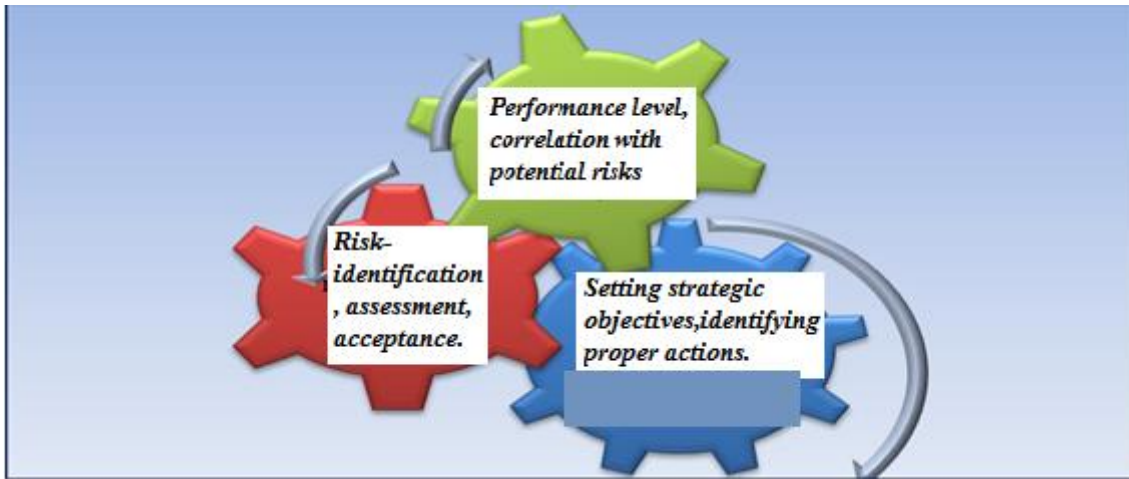 Performance level,
correlation with
potential risks
Risk-
identification
, assessment,
acceptance.
Setting strategic
objectives,identifying
proper actions.